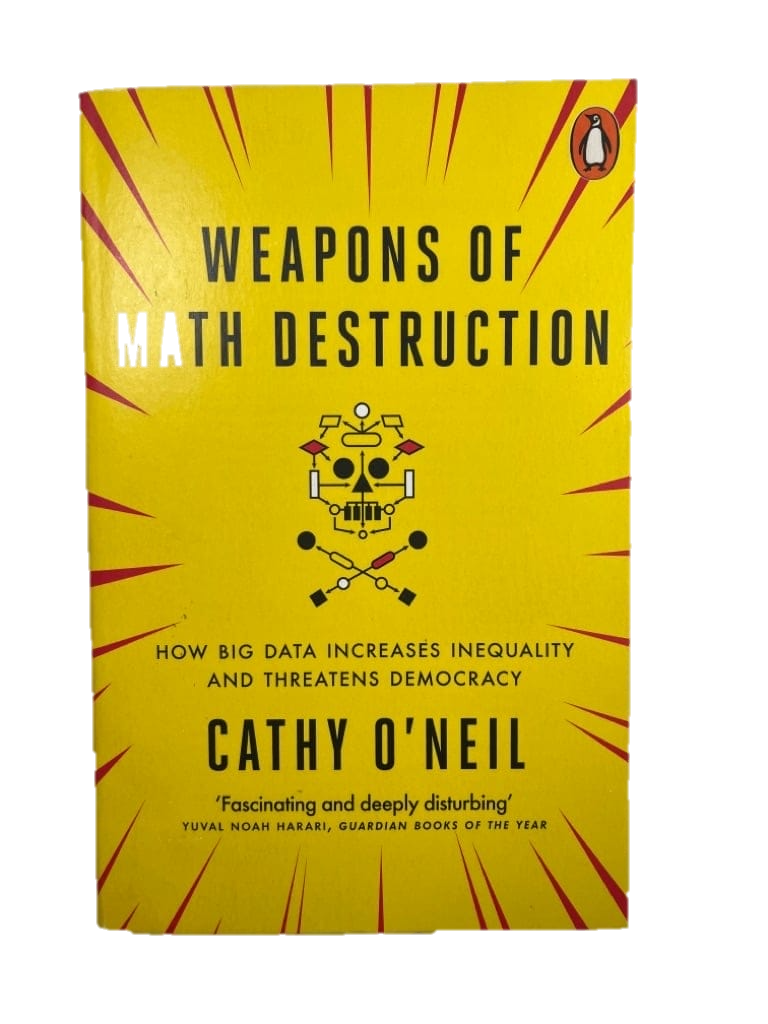 WEAPONS OF
MATH DESTRUCTION
HOW BIG DATA INCREASES INEQUALITY
AND THREATENS DEMOCRACY
CATHY O'NEIL
'Fascinating and deeply disturbing'
YUVAL NOAH HARARI, GUARDIAN BOOKS OF THE YEAR